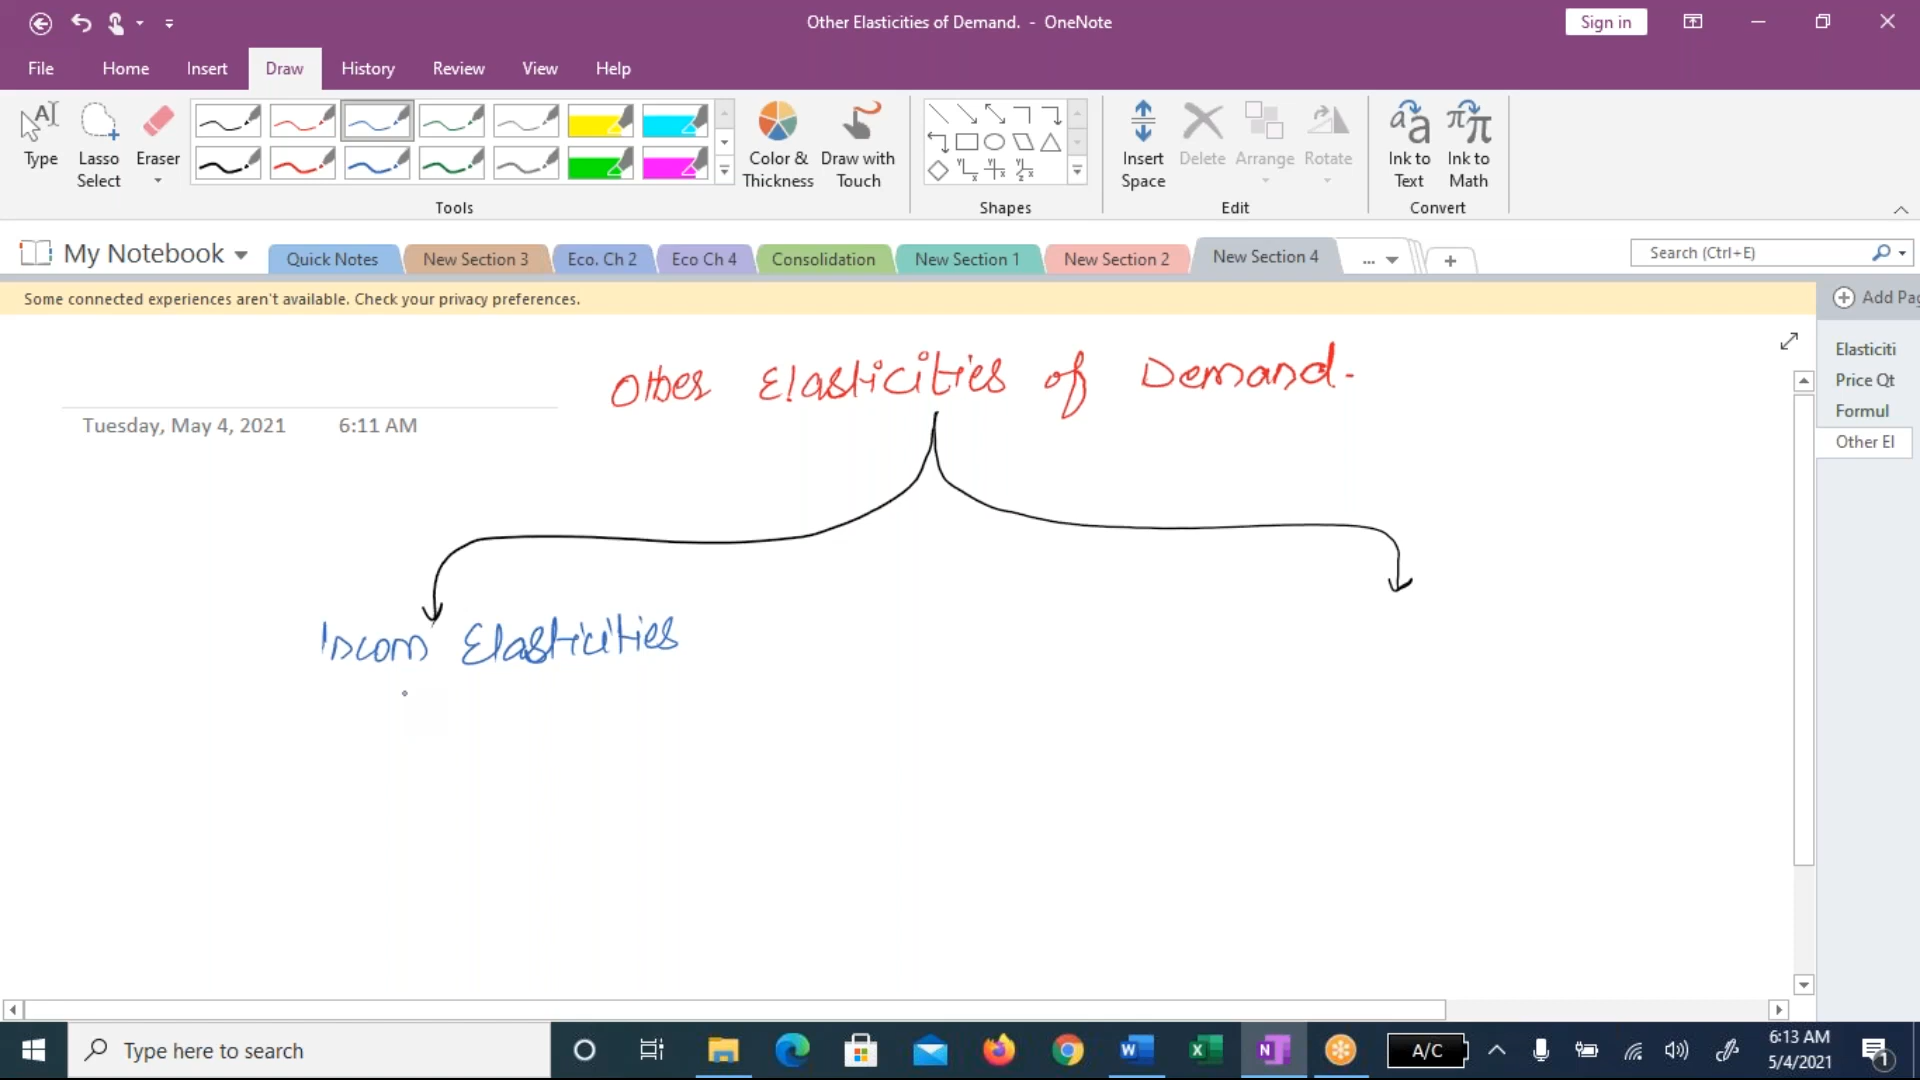 Other Elasticities of Demand. - OneNote
Sign in
File Home Insert Draw History Review View Help
Type
Lasso Select
Eraser
Color & Thickness
Draw with Touch
Insert Space
Delete
Arrange
Rotate
Ink to Text
Ink to Math
Tools Shapes Edit Convert
My Notebook
Quick Notes New Section 3 Eco. Ch 2 Eco Ch 4 Consolidation New Section 1 New Section 2 New Section 4 ...
Search (Ctrl+E)
Some connected experiences aren't available. Check your privacy preferences.
Add Pag
Elasticiti
Price Qt
Formul
Other El
Other Elasticities of Demand.
Tuesday, May 4, 2021 6:11 AM
Incom Elasticities
Type here to search
A/C
6:13 AM
5/4/2021
1